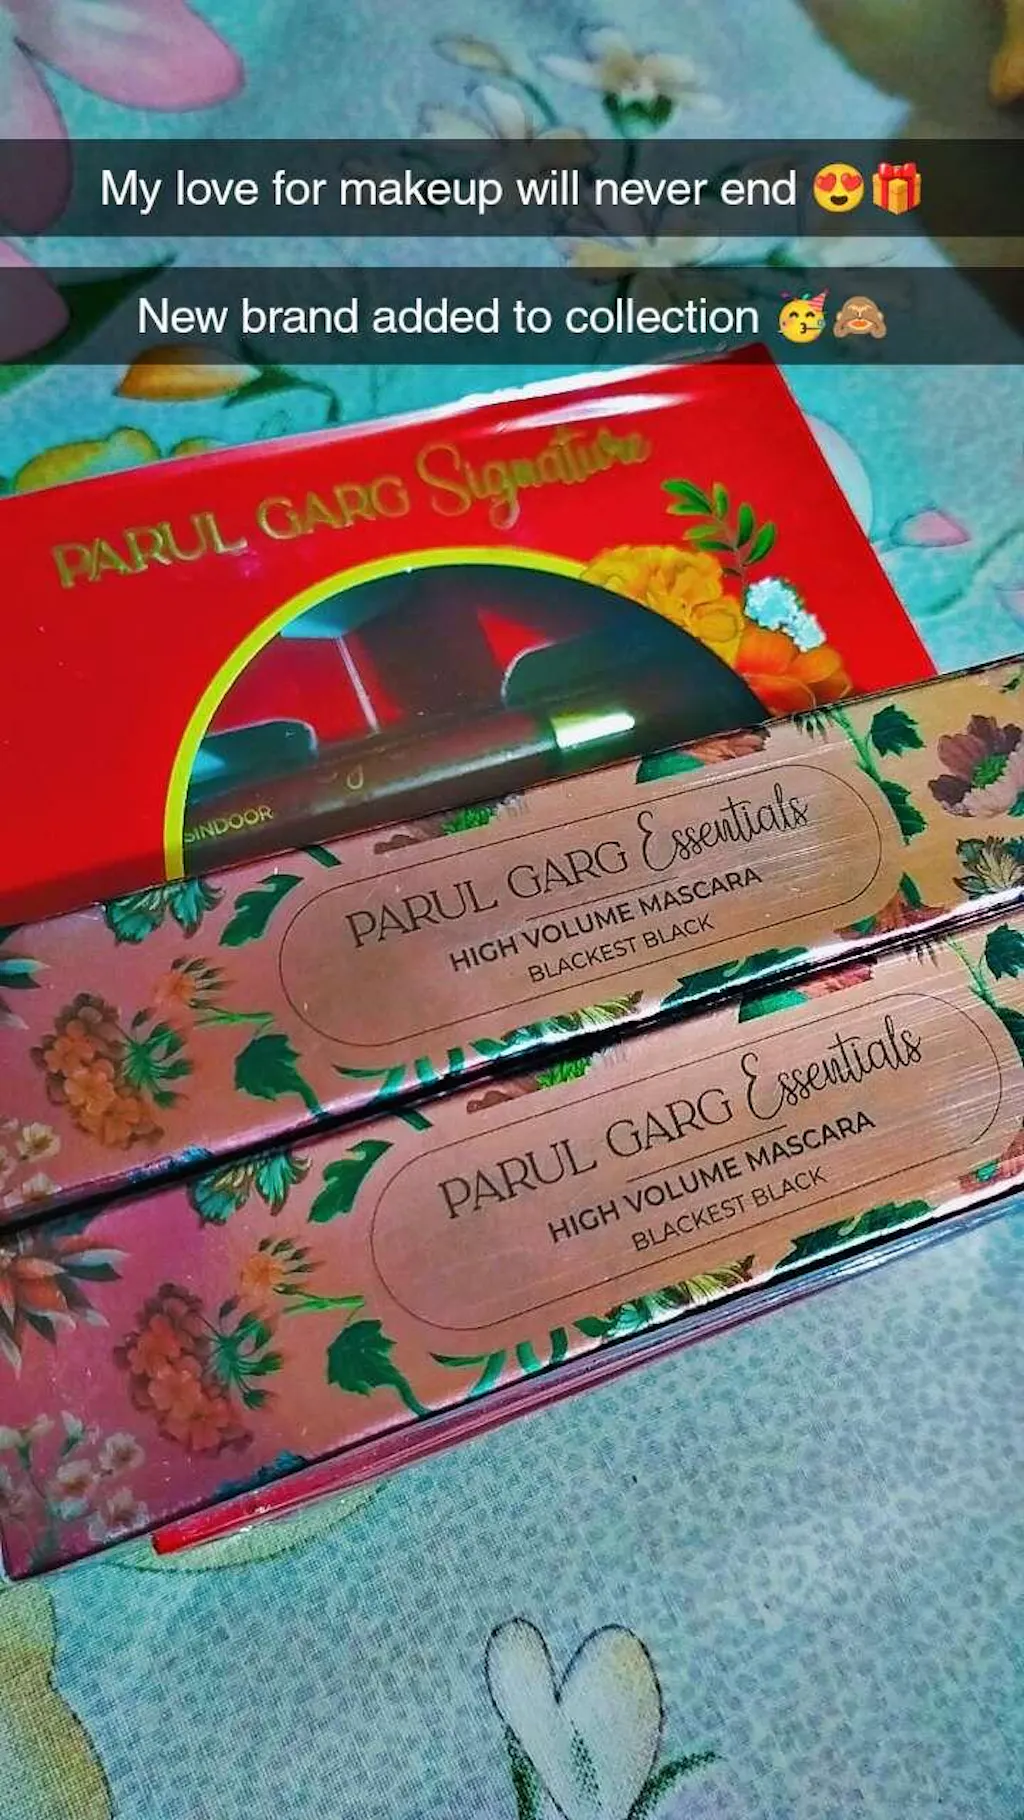 My love for makeup will never end 😍🎁
New brand added to collection 🥳🙈
PARUL GARG Signature
SINDOOR
PARUL GARG Essentials
HIGH VOLUME MASCARA
BLACKEST BLACK
PARUL GARG Essentials
HIGH VOLUME MASCARA
BLACKEST BLACK